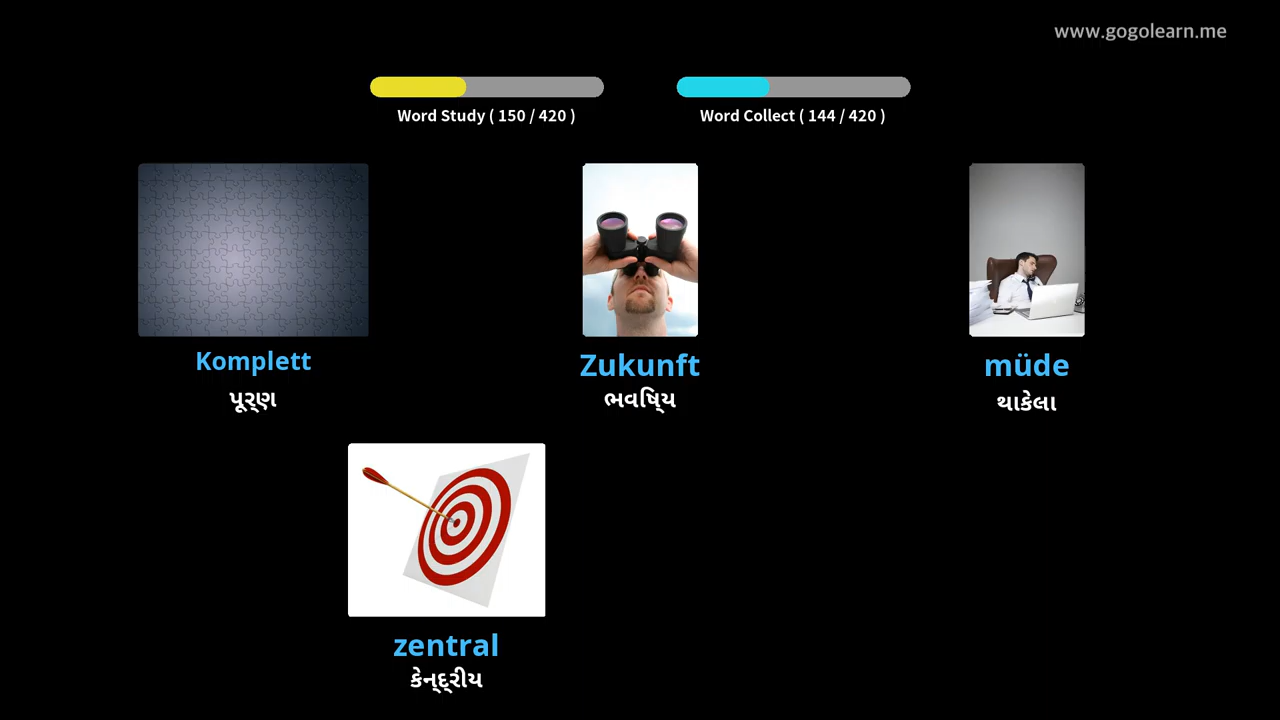 www.gogolearn.me
Word Study ( 150 / 420 )
Word Collect ( 144 / 420 )
Komplett
પૂર્ણ
Zukunft
ભવિષ્ય
müde
થાકેલા
zentral
કેન્દ્રીય